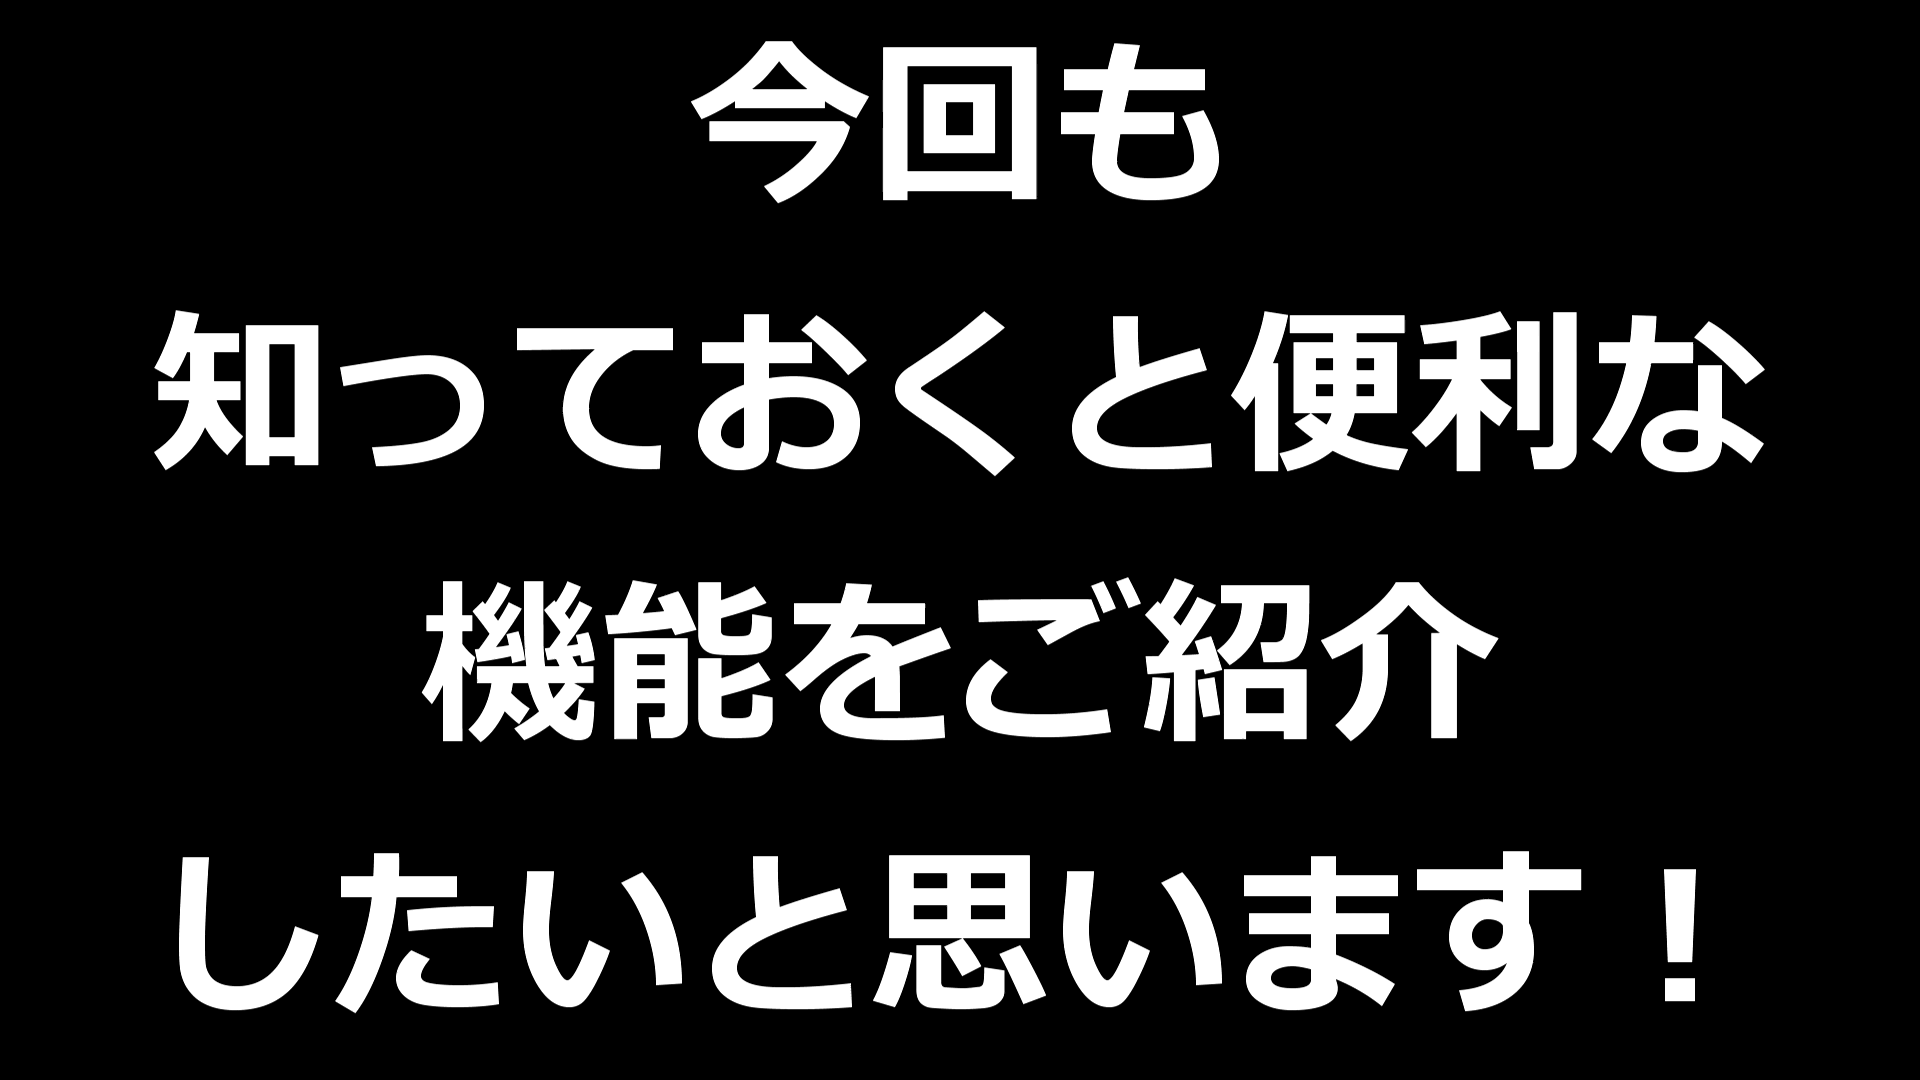 今回も
知っておくと便利な
機能をご紹介
したいと思います！